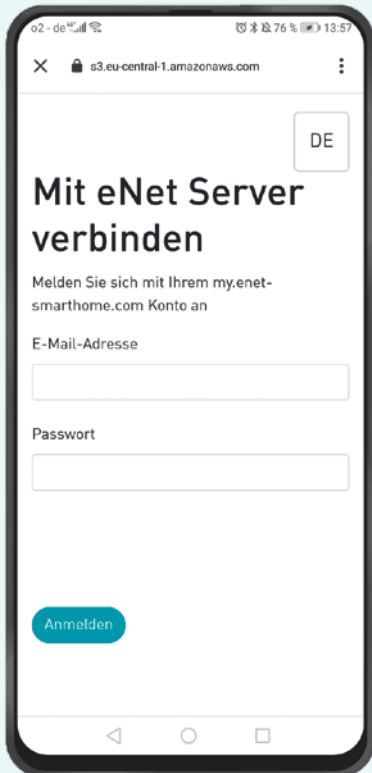 o2 - de
76 % 13:57
s3.eu-central-1.amazonaws.com
DE
Mit eNet Server
verbinden
Melden Sie sich mit Ihrem my.enet-
smarthome.com Konto an
E-Mail-Adresse
Passwort
Anmelden